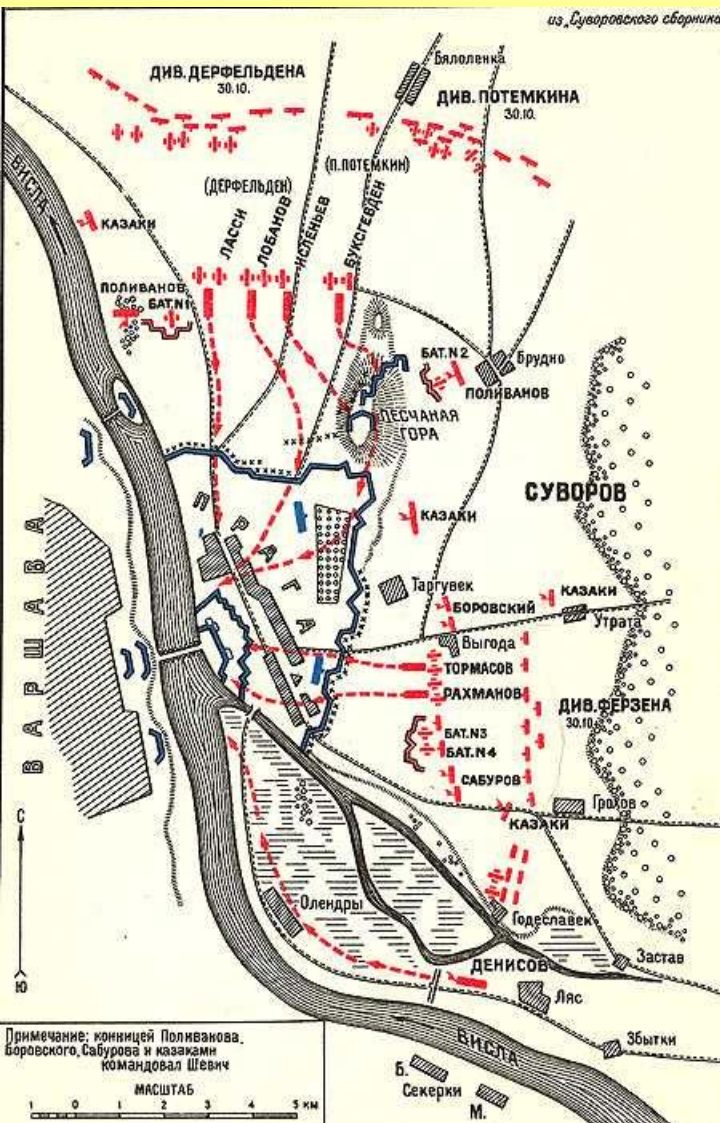 из „Суворовского сборника
Бялоленка
ДИВ. ДЕРФЕЛЬДЕНА
30.10.
ДИВ. ПОТЕМКИНА
30.10.
(П. ПОТЕМКИН)
(ДЕРФЕЛЬДЕН)
ВИСЛА
ЛАССИ
ЛОБАНОВ
ИСЛЕНЬЕВ
БУКСГЕВДЕН
КАЗАКИ
ПОЛИВАНОВ
БАТ. N1
БАТ. N2
Брудно
ПОЛИВАНОВ
ПЕСЧАНАЯ
ГОРА
СУВОРОВ
КАЗАКИ
ПРАГА
ВАРШАВА
Таргувек
КАЗАКИ
БОРОВСКИЙ
Утрата
Выгода
ТОРМАСОВ
РАХМАНОВ
ДИВ. ФЕРЗЕНА
30.10.
БАТ. N3
БАТ. N4
САБУРОВ
Грохов
КАЗАКИ
С
Ю
Олендры
Годеславек
ДЕНИСОВ
Застав
Ляс
ВИСЛА
Збытки
Б.
Секерки
М.
Примечание: конницей Поливанова,
Боровского, Сабурова и казаками
командовал Шевич
МАСШТАБ
1 0 1 2 3 4 5 км